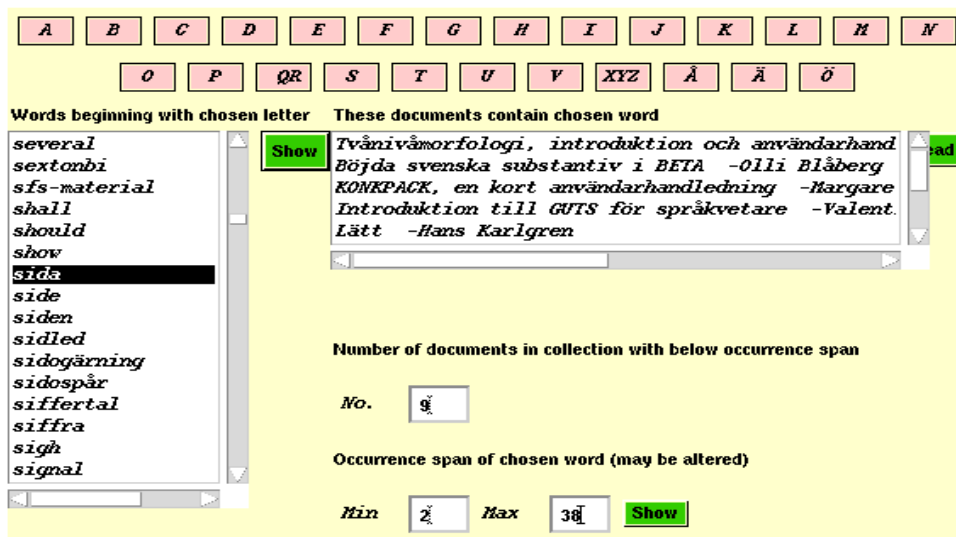 A B C D E F G H I J K L M N
O P QR S T U V XYZ Å Ä Ö
Words beginning with chosen letter
These documents contain chosen word
several
sextonbi
sfs-material
shall
should
show
sida
side
siden
sidled
sidogärning
sidospår
siffertal
siffra
sigh
signal
Show
Tvånivåmorfologi, introduktion och användarhand
Böjda svenska substantiv i BETA -Olli Blåberg
KONKPACK, en kort användarhandledning -Margare
Introduktion till GUTS för språkvetare -Valent.
Lätt -Hans Karlgren
ead
Number of documents in collection with below occurrence span
No. 9
Occurrence span of chosen word (may be altered)
Min 2 Max 38 Show